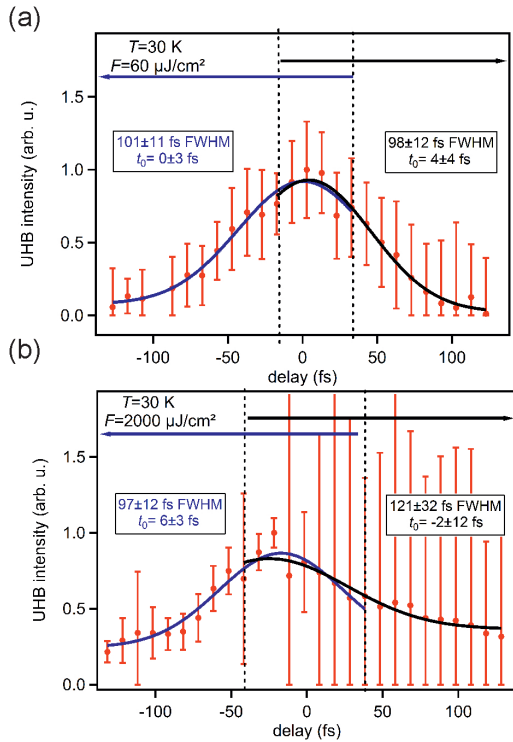 (a)
T=30 K
F=60 µJ/cm²
101±11 fs FWHM
t0= 0±3 fs
98±12 fs FWHM
t0= 4±4 fs
UHB intensity (arb. u.)
1.5
1.0
0.5
0.0
-100 -50 0 50 100
delay (fs)
(b)
T=30 K
F=2000 µJ/cm²
97±12 fs FWHM
t0= 6±3 fs
121±32 fs FWHM
t0= -2±12 fs
UHB intensity (arb. u.)
1.5
1.0
0.5
0.0
-100 -50 0 50 100
delay (fs)